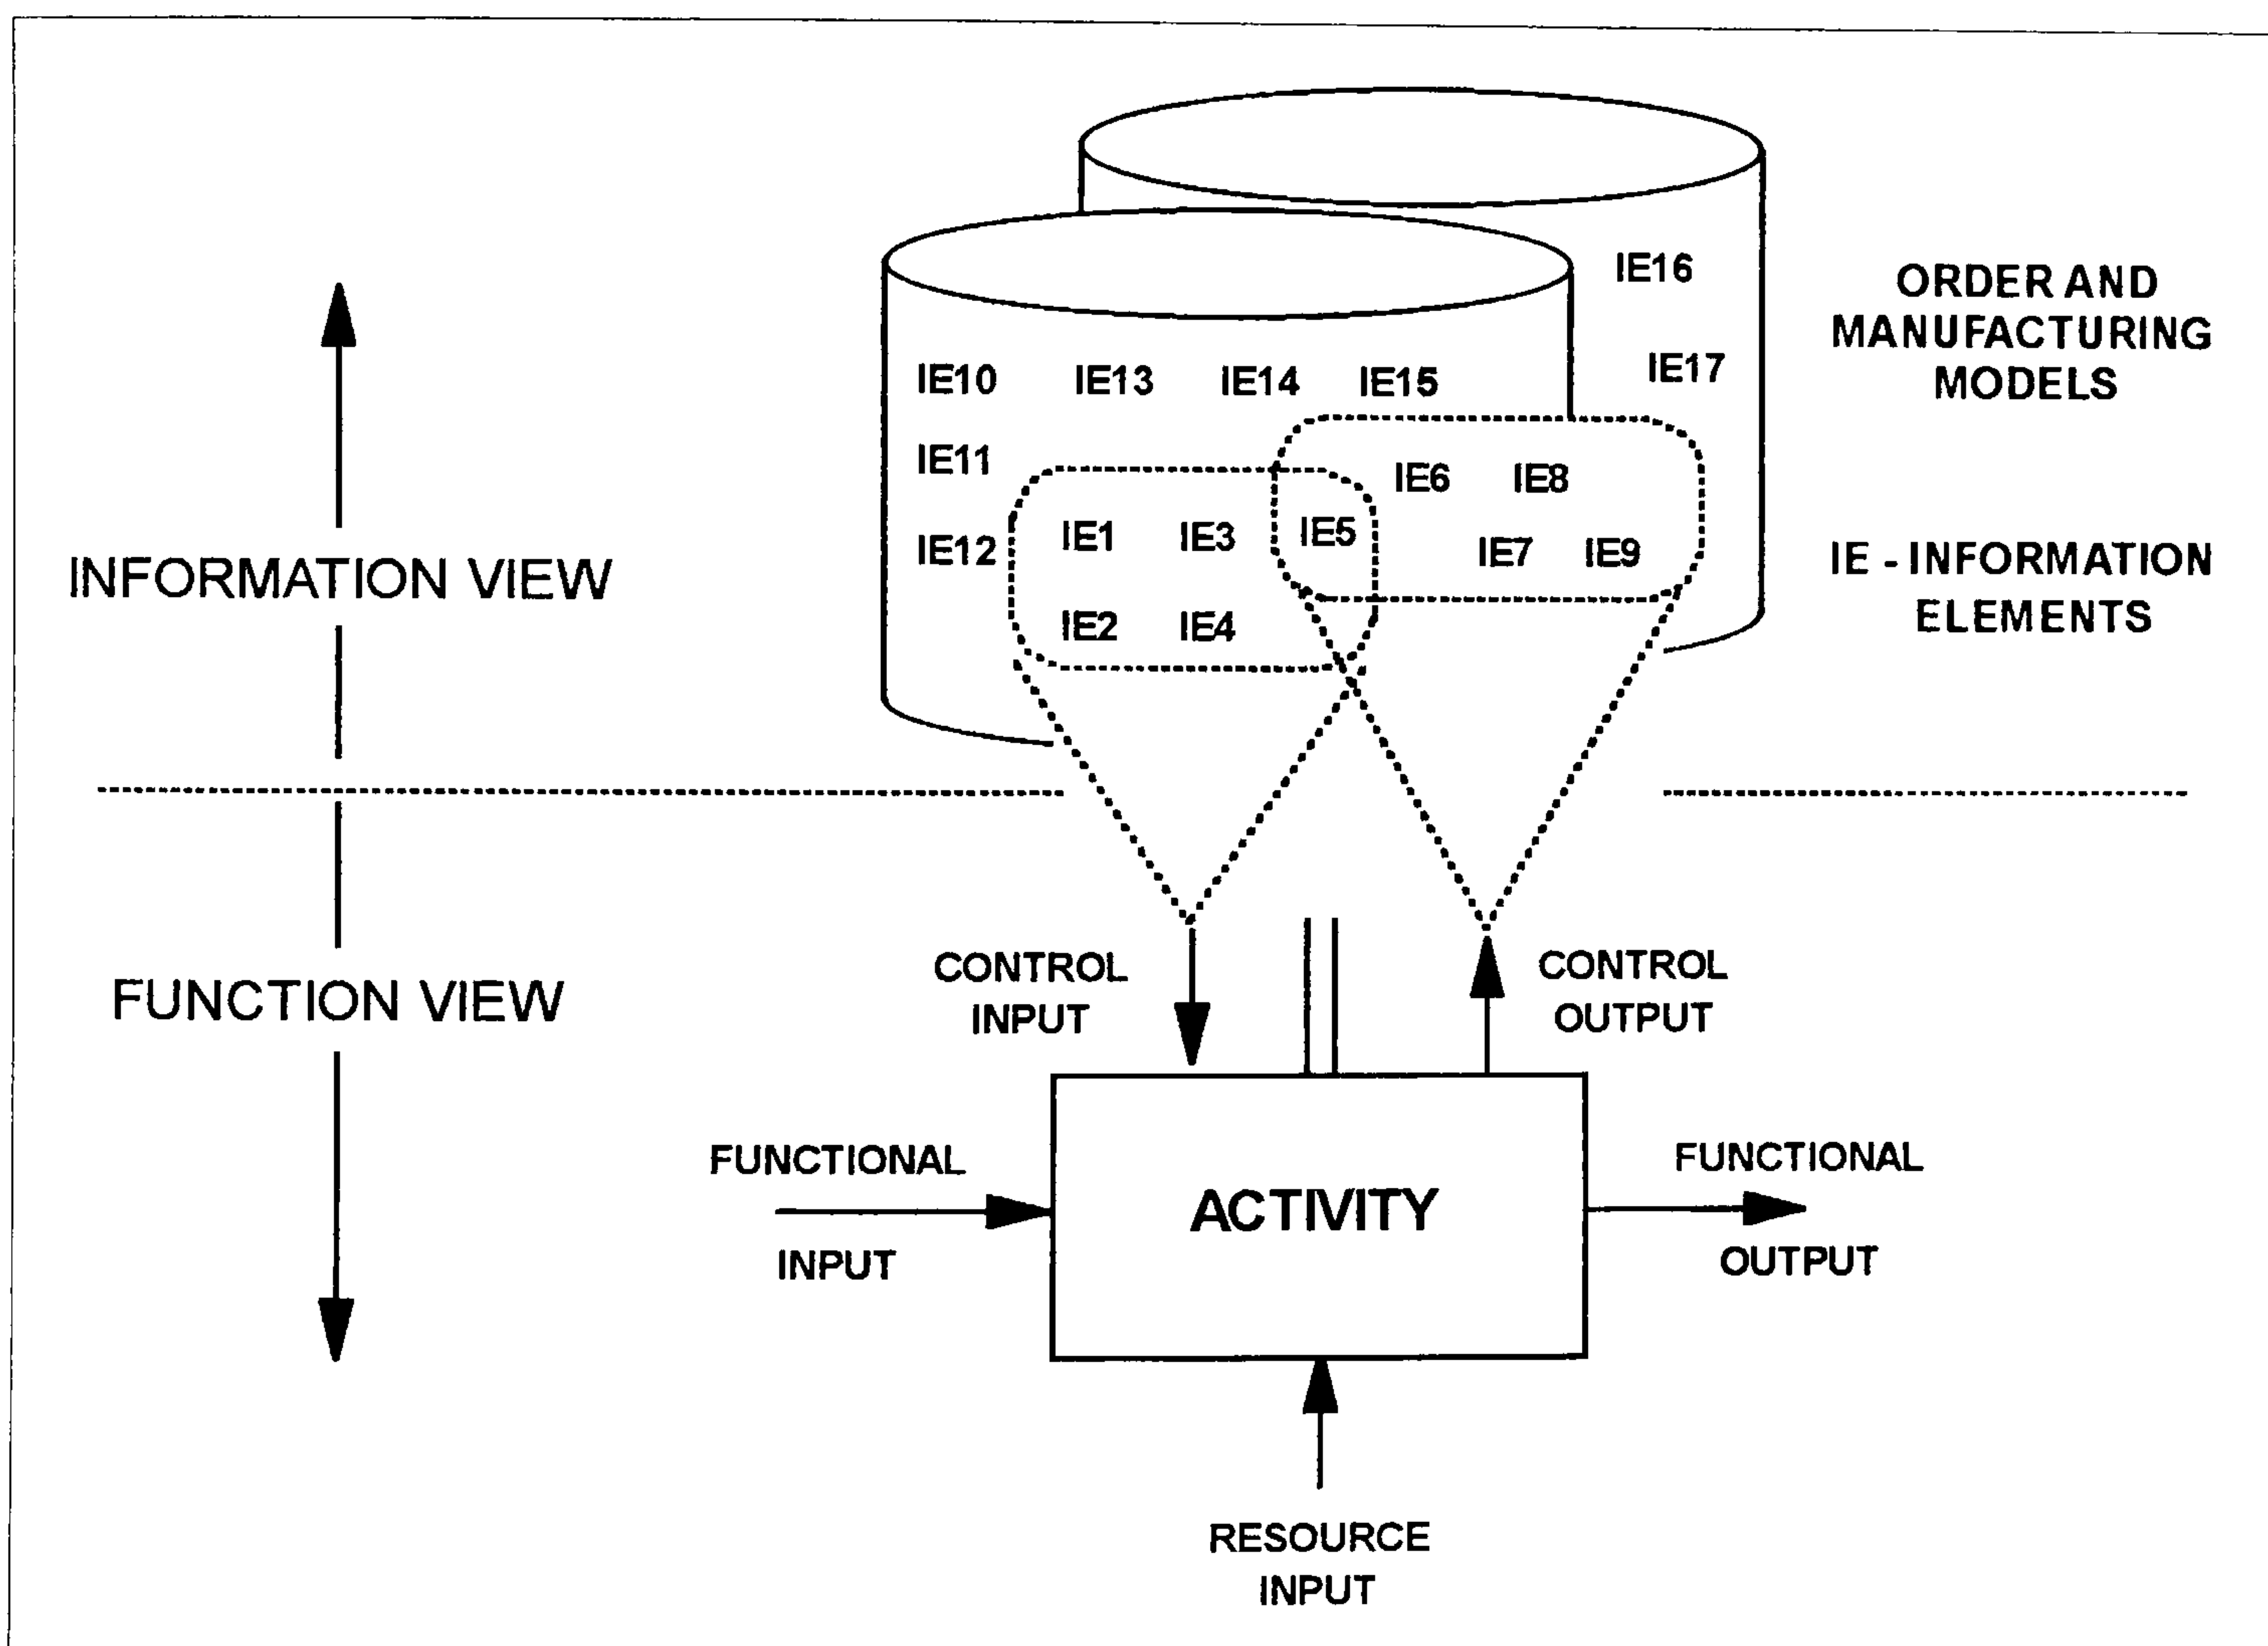 IE16
ORDER AND
MANUFACTURING
MODELS
IE10 IE13 IE14 IE15 IE17
IE11
IE6 IE8
IE12 IE1 IE3 IE5 IE7 IE9
IE2 IE4
IE - INFORMATION
ELEMENTS
INFORMATION VIEW
FUNCTION VIEW
CONTROL
INPUT
CONTROL
OUTPUT
FUNCTIONAL
INPUT
ACTIVITY
FUNCTIONAL
OUTPUT
RESOURCE
INPUT